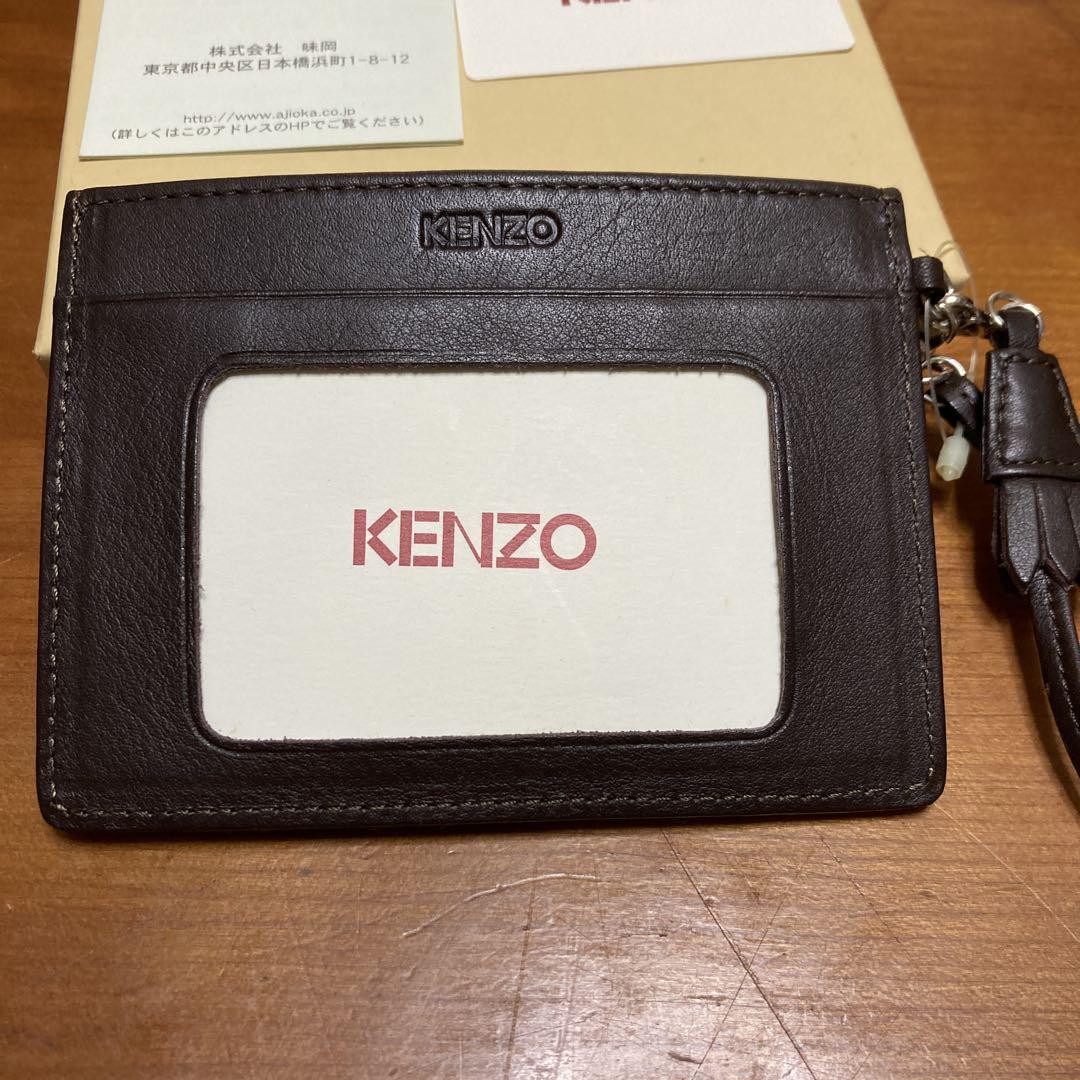 株式会社 味岡
東京都中央区日本橋浜町1-8-12
http://www.ajioka.co.jp
(詳しくはこのアドレスのHPでご覧ください)
KENZO
KENZO